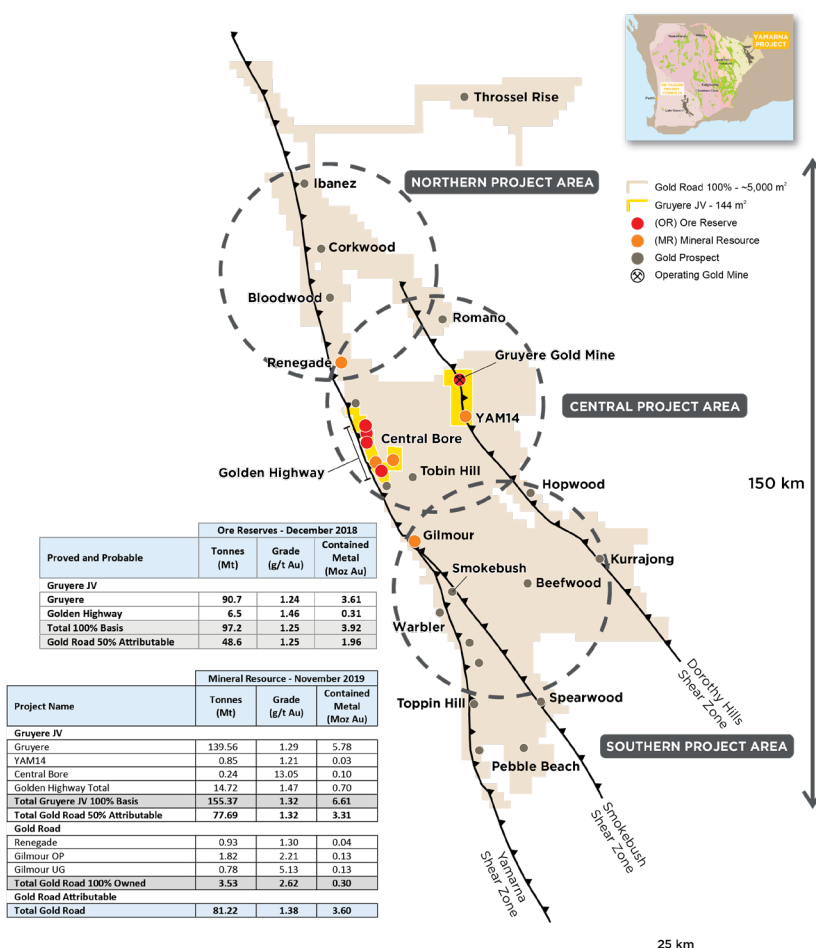 YAMARNA
PROJECT
Throssel Rise
Ibanez
NORTHERN PROJECT AREA
Gold Road 100% - ~5,000 m²
Gruyere JV - 144 m²
(OR) Ore Reserve
(MR) Mineral Resource
Gold Prospect
Operating Gold Mine
Corkwood
Bloodwood
Romano
Renegade
Gruyere Gold Mine
YAM14
CENTRAL PROJECT AREA
Central Bore
Golden Highway
Tobin Hill
Hopwood
150 km
Gilmour
Kurrajong
Smokebush
Beefwood
Warbler
Dorothy Hills
Shear Zone
Toppin Hill
Spearwood
SOUTHERN PROJECT AREA
Pebble Beach
Smokebush
Shear Zone
Yamarna
Shear Zone
25 km
Ore Reserves - December 2018
Proved and Probable Tonnes (Mt) Grade (g/t Au) Contained Metal (Moz Au)
Gruyere JV
Gruyere 90.7 1.24 3.61
Golden Highway 6.5 1.46 0.31
Total 100% Basis 97.2 1.25 3.92
Gold Road 50% Attributable 48.6 1.25 1.96
Mineral Resource - November 2019
Project Name Tonnes (Mt) Grade (g/t Au) Contained Metal (Moz Au)
Gruyere JV
Gruyere 139.56 1.29 5.78
YAM14 0.85 1.21 0.03
Central Bore 0.24 13.05 0.10
Golden Highway Total 14.72 1.47 0.70
Total Gruyere JV 100% Basis 155.37 1.32 6.61
Total Gold Road 50% Attributable 77.69 1.32 3.31
Gold Road
Renegade 0.93 1.30 0.04
Gilmour OP 1.82 2.21 0.13
Gilmour UG 0.78 5.13 0.13
Total Gold Road 100% Owned 3.53 2.62 0.30
Gold Road Attributable
Total Gold Road 81.22 1.38 3.60